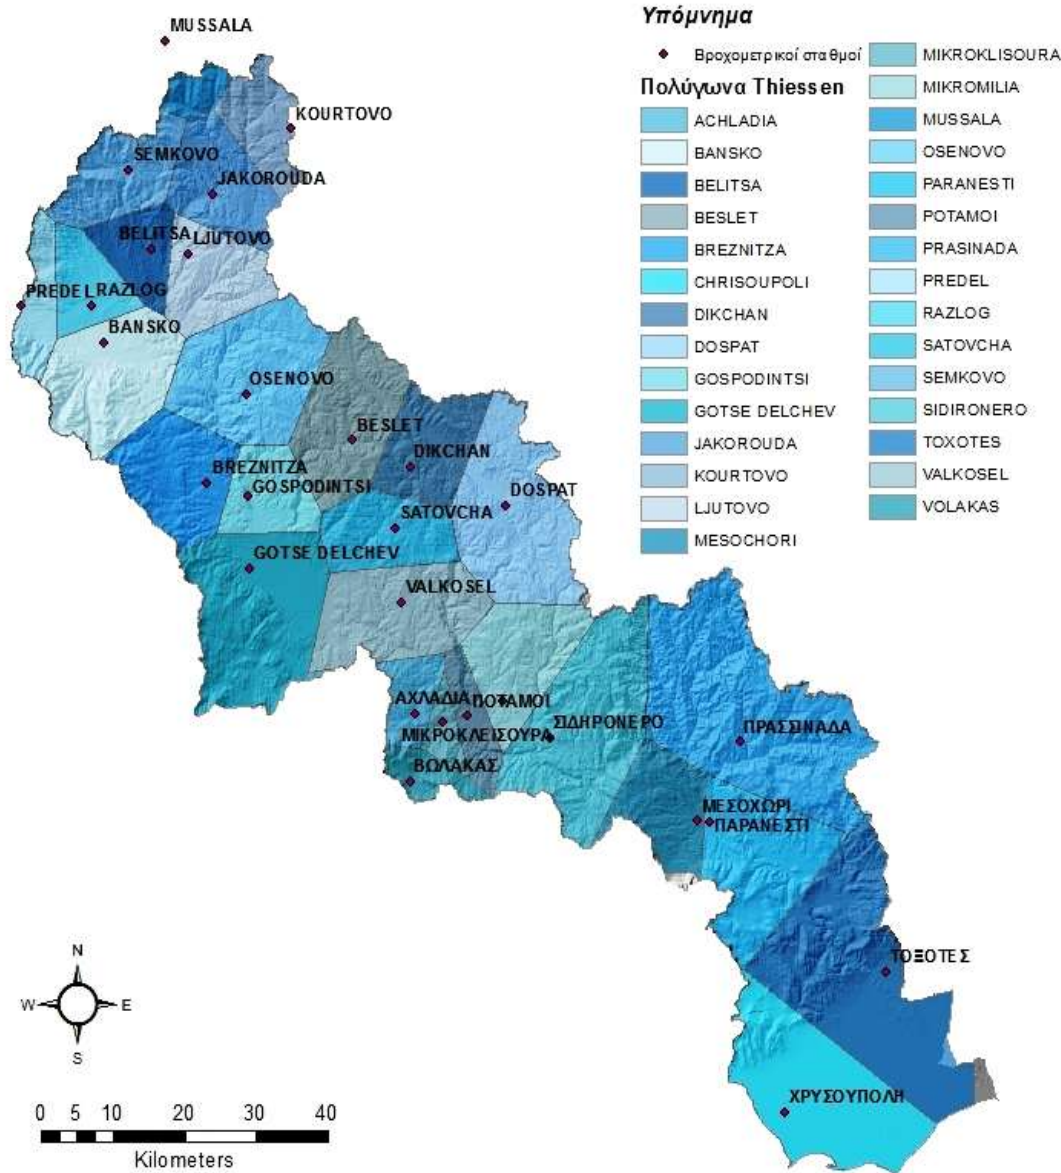 Υπόμνημα
Βροχομετρικοί σταθμοί
Πολύγωνα Thiessen
ACHLADIA
BANSKO
BELITSA
BESLET
BREZNITZA
CHRISOUPOLI
DIKCHAN
DOSPAT
GOSPODINTSI
GOTSE DELCHEV
JAKOROUDA
KOURTOVO
LJUTOVO
MESOCHORI
MIKROKLISOURA
MIKROMILIA
MUSSALA
OSENOVO
PARANESTI
POTAMOI
PRASINADA
PREDEL
RAZLOG
SATOVCHA
SEMKOVO
SIDIRONERO
TOXOTES
VALKOSEL
VOLAKAS
MUSSALA
KOURTOVO
SEMKOVO
JAKOROUDA
BELITSA
LJUTOVO
PREDEL
RAZLOG
BANSKO
OSENOVO
BESLET
BREZNITZA
DIKCHAN
GOSPODINTSI
DOSPAT
SATOVCHA
GOTSE DELCHEV
VALKOSEL
ΑΧΛΑΔΙΑ
ΠΟΤΑΜΟΙ
ΜΙΚΡΟΚΛΕΙΣΟΥΡΑ
ΣΙΔΗΡΟΝΕΡΟ
ΠΡΑΣΣΙΝΑΔΑ
ΒΩΛΑΚΑΣ
ΜΕΣΟΧΩΡΙ
ΠΑΡΑΝΕΣΤΙ
ΤΟΞΟΤΕΣ
ΧΡΥΣΟΥΠΟΛΗ
N
W
E
S
0 5 10 20 30 40
Kilometers